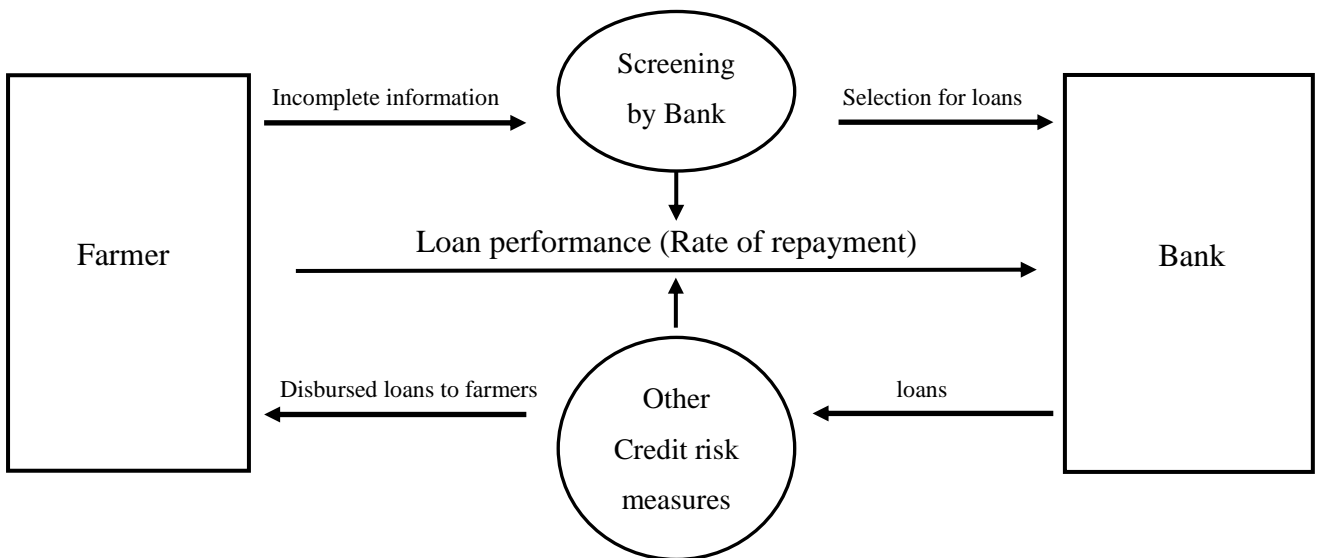 Screening
by Bank
Incomplete information
Selection for loans
Farmer
Loan performance (Rate of repayment)
Bank
Disbursed loans to farmers
loans
Other
Credit risk
measures